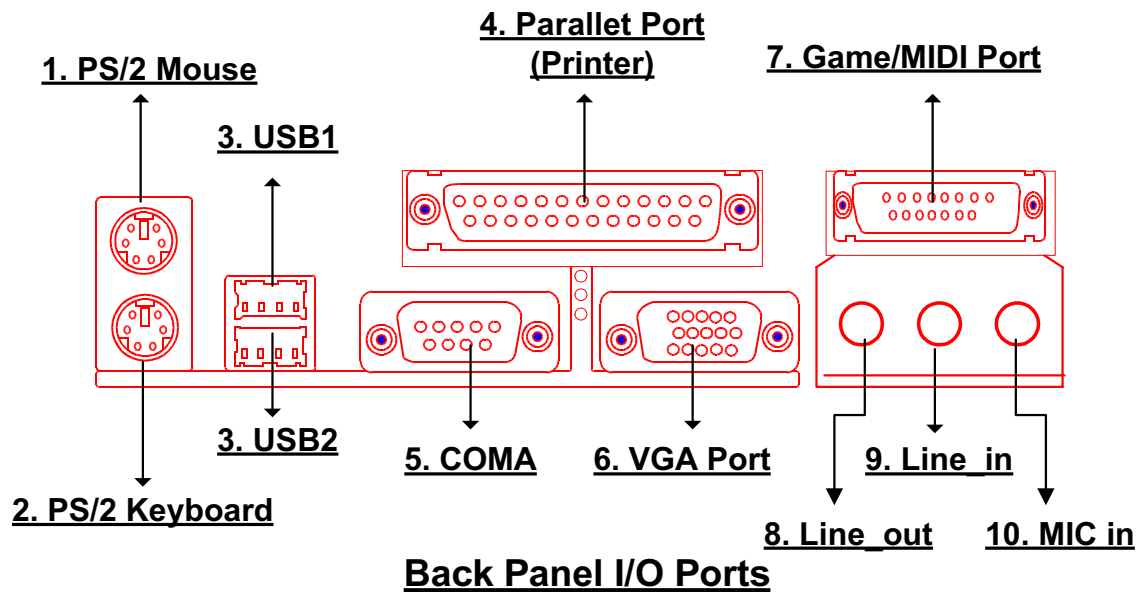 4. Parallet Port
(Printer)
7. Game/MIDI Port
1. PS/2 Mouse
3. USB1
3. USB2
5. COMA
6. VGA Port
9. Line_in
2. PS/2 Keyboard
8. Line_out
10. MIC in
Back Panel I/O Ports